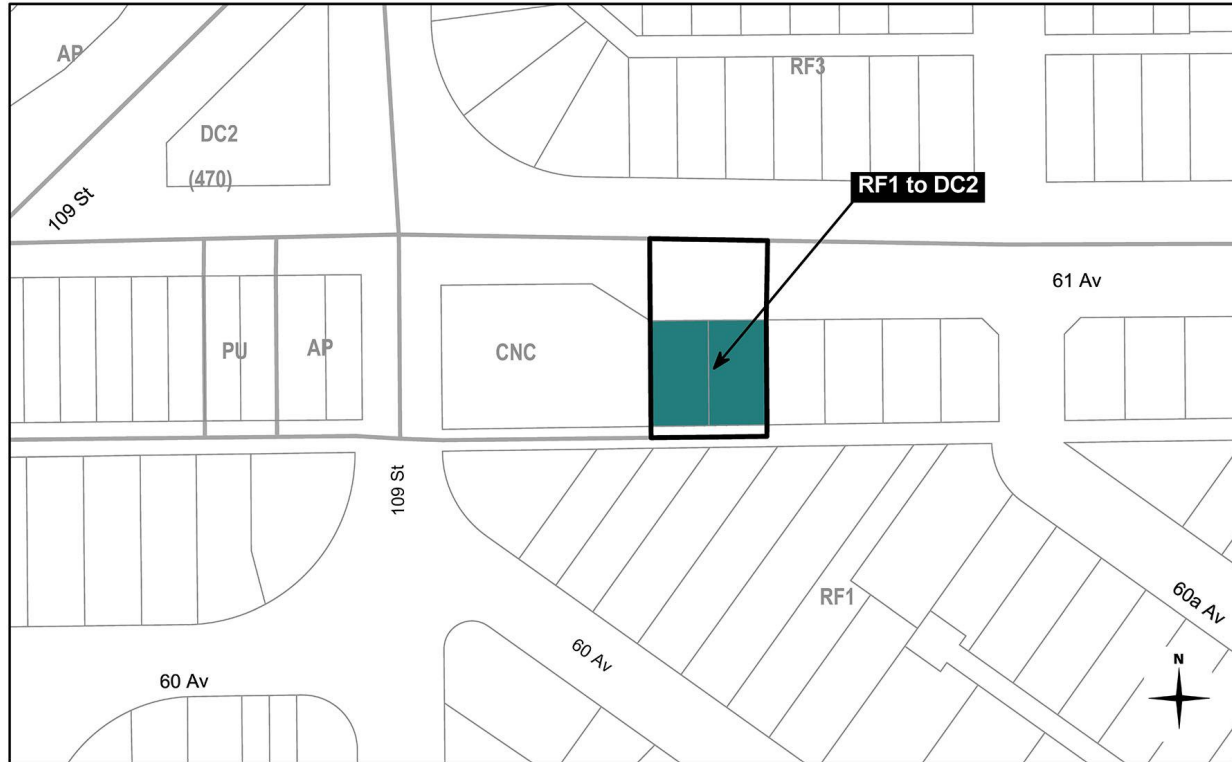 AP
RF3
DC2
(470)
RF1 to DC2
109 St
61 Av
PU
AP
CNC
109 St
RF1
60a Av
60 Av
60 Av
N